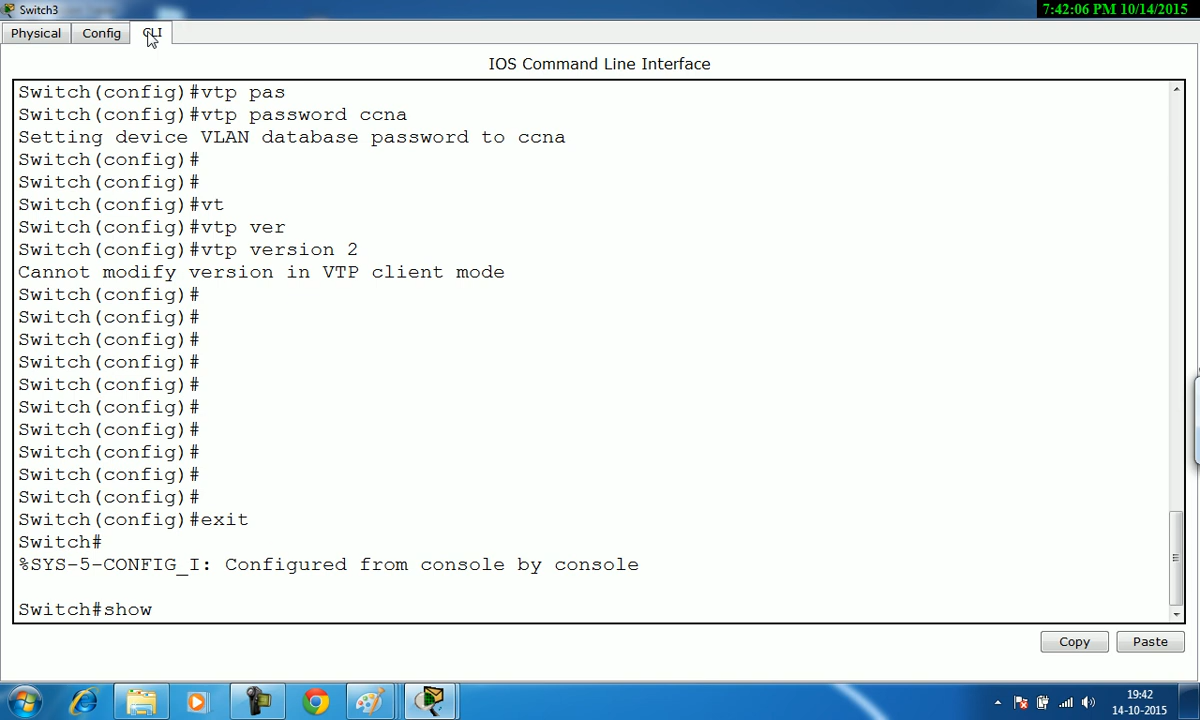 Switch3
7:42:06 PM 10/14/2015
Physical Config CLI
IOS Command Line Interface
Switch(config)#vtp pas
Switch(config)#vtp password ccna
Setting device VLAN database password to ccna
Switch(config)#
Switch(config)#
Switch(config)#vt
Switch(config)#vtp ver
Switch(config)#vtp version 2
Cannot modify version in VTP client mode
Switch(config)#
Switch(config)#
Switch(config)#
Switch(config)#
Switch(config)#
Switch(config)#
Switch(config)#
Switch(config)#
Switch(config)#
Switch(config)#
Switch(config)#exit
Switch#
%SYS-5-CONFIG_I: Configured from console by console
Switch#show
Copy Paste
19:42
14-10-2015